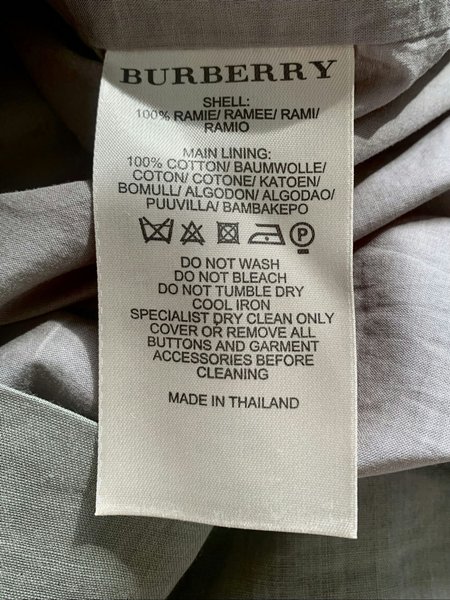 BURBERRY
SHELL:
100% RAMIE/ RAMEE/ RAMI/
RAMIO
MAIN LINING:
100% COTTON/ BAUMWOLLE/
COTON/ COTONE/ KATOEN/
BOMULL/ ALGODON/ ALGODAO/
PUUVILLA/ BAMBAKEPO
P
DO NOT WASH
DO NOT BLEACH
DO NOT TUMBLE DRY
COOL IRON
SPECIALIST DRY CLEAN ONLY
COVER OR REMOVE ALL
BUTTONS AND GARMENT
ACCESSORIES BEFORE
CLEANING
MADE IN THAILAND